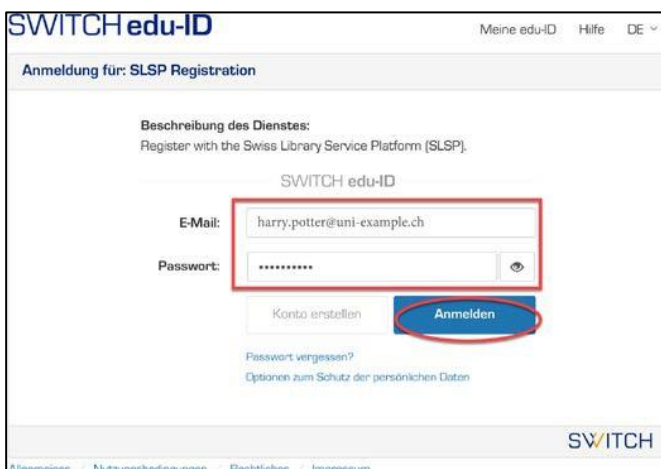 SWITCH edu-ID
Meine edu-ID Hilfe DE
Anmeldung für: SLSP Registration
Beschreibung des Dienstes:
Register with the Swiss Library Service Platform (SLSP).
SWITCH edu-ID
E-Mail: harry.potter@uni-example.ch
Passwort: ••••••••••
Konto erstellen Anmelden
Passwort vergessen?
Optionen zum Schutz der persönlichen Daten
SWITCH
Allgemeines / Nutzungsbedingungen / Rechtliches / Impressum